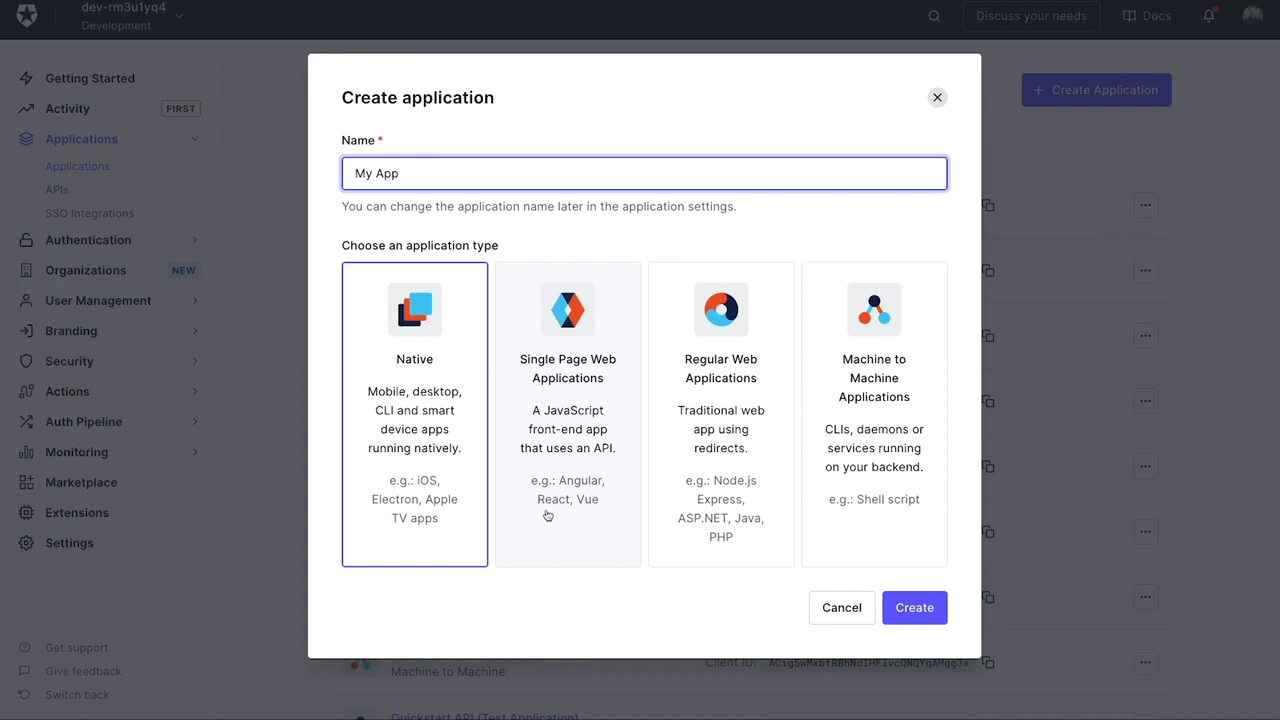 dev-rm3u1yq4
Development
Discuss your needs
Docs
Getting Started
Activity
FIRST
Applications
Applications
APIs
SSO Integrations
Authentication
Organizations
NEW
User Management
Branding
Security
Actions
Auth Pipeline
Monitoring
Marketplace
Extensions
Settings
Get support
Give feedback
Switch back
+ Create Application
Create application
Name *
My App
You can change the application name later in the application settings.
Choose an application type
Native
Mobile, desktop,
CLI and smart
device apps
running natively.
e.g.: iOS,
Electron, Apple
TV apps
Single Page Web
Applications
A JavaScript
front-end app
that uses an API.
e.g.: Angular,
React, Vue
Regular Web
Applications
Traditional web
app using
redirects.
e.g.: Node.js
Express,
ASP.NET, Java,
PHP
Machine to
Machine
Applications
CLIs, daemons or
services running
on your backend.
e.g.: Shell script
Cancel
Create
Machine to Machine
Client ID:
Quickstart API (Test Application)